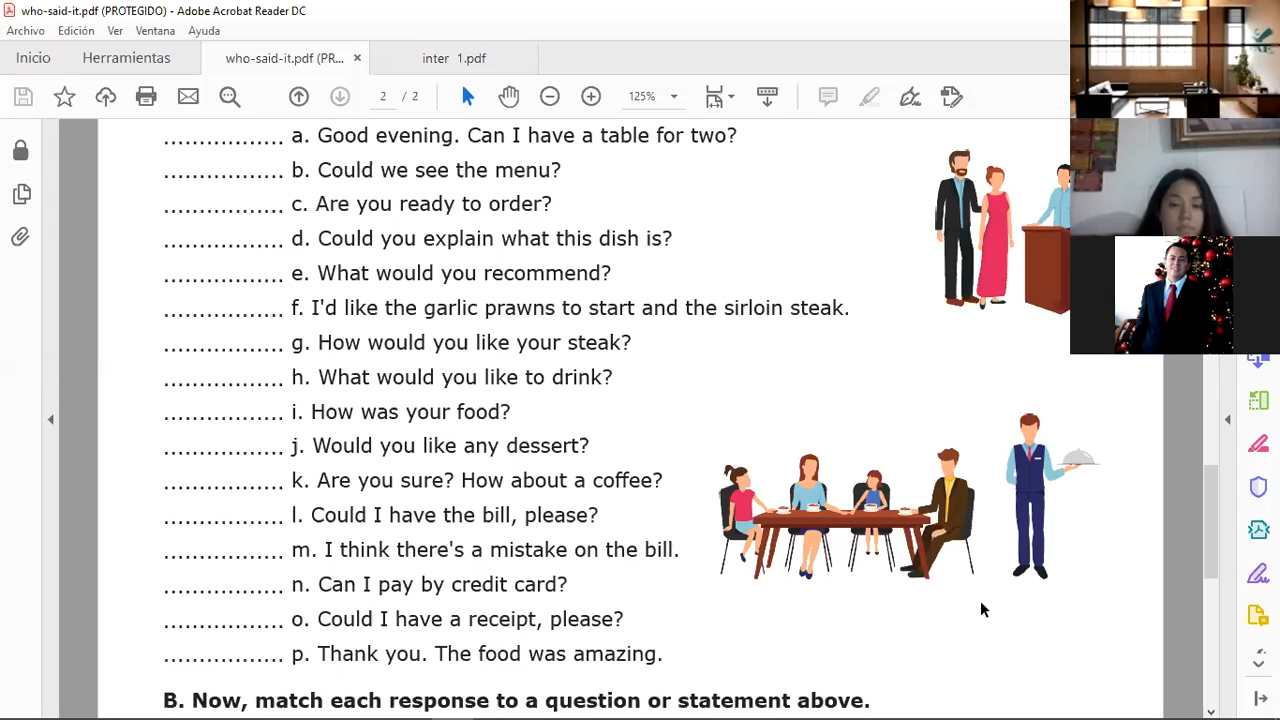 who-said-it.pdf (PROTEGIDO) - Adobe Acrobat Reader DC
Archivo Edición Ver Ventana Ayuda
Inicio Herramientas who-said-it.pdf (PR... × inter 1.pdf
2 125%
................. a. Good evening. Can I have a table for two?
................. b. Could we see the menu?
................. c. Are you ready to order?
................. d. Could you explain what this dish is?
................. e. What would you recommend?
................. f. I'd like the garlic prawns to start and the sirloin steak.
................. g. How would you like your steak?
................. h. What would you like to drink?
................. i. How was your food?
................. j. Would you like any dessert?
................. k. Are you sure? How about a coffee?
................. l. Could I have the bill, please?
................. m. I think there's a mistake on the bill.
................. n. Can I pay by credit card?
................. o. Could I have a receipt, please?
................. p. Thank you. The food was amazing.
B. Now, match each response to a question or statement above.